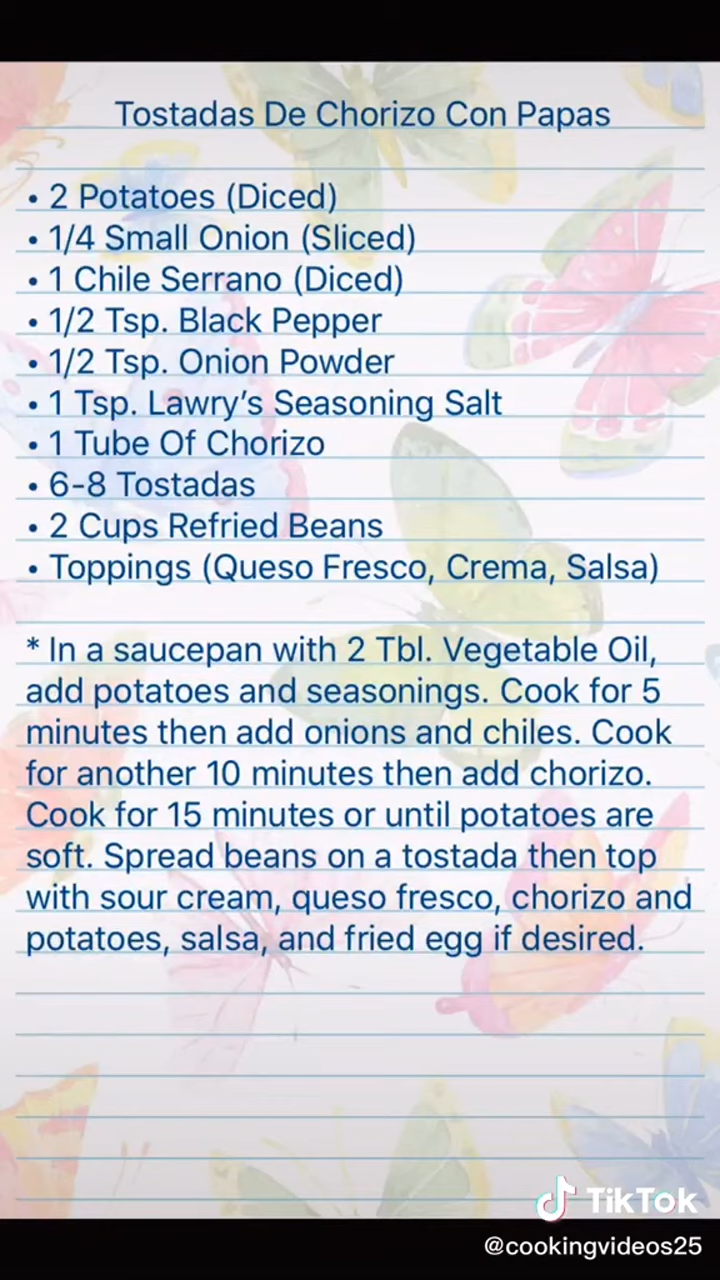 Tostadas De Chorizo Con Papas
• 2 Potatoes (Diced)
• 1/4 Small Onion (Sliced)
• 1 Chile Serrano (Diced)
• 1/2 Tsp. Black Pepper
• 1/2 Tsp. Onion Powder
• 1 Tsp. Lawry's Seasoning Salt
• 1 Tube Of Chorizo
• 6-8 Tostadas
• 2 Cups Refried Beans
• Toppings (Queso Fresco, Crema, Salsa)
* In a saucepan with 2 Tbl. Vegetable Oil,
add potatoes and seasonings. Cook for 5
minutes then add onions and chiles. Cook
for another 10 minutes then add chorizo.
Cook for 15 minutes or until potatoes are
soft. Spread beans on a tostada then top
with sour cream, queso fresco, chorizo and
potatoes, salsa, and fried egg if desired.
TikTok
@cookingvideos25